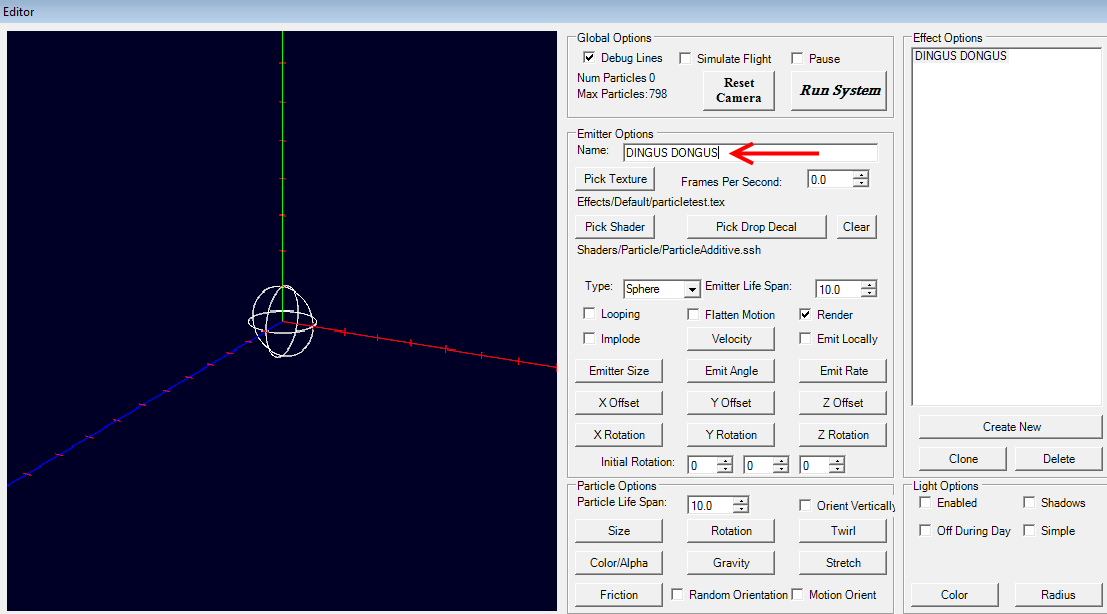 Editor
Global Options
Debug Lines
Simulate Flight
Pause
Num Particles 0
Max Particles: 798
Reset
Camera
Run System
Emitter Options
Name:
DINGUS DONGUS
Pick Texture
Frames Per Second:
0.0
Effects/Default/particletest.tex
Pick Shader
Pick Drop Decal
Clear
Shaders/Particle/ParticleAdditive.ssh
Type:
Sphere
Emitter Life Span:
10.0
Looping
Flatten Motion
Render
Implode
Velocity
Emit Locally
Emitter Size
Emit Angle
Emit Rate
X Offset
Y Offset
Z Offset
X Rotation
Y Rotation
Z Rotation
Initial Rotation:
0
0
0
Particle Options
Particle Life Span:
10.0
Orient Vertically
Size
Rotation
Twirl
Color/Alpha
Gravity
Stretch
Friction
Random Orientation
Motion Orient
Effect Options
DINGUS DONGUS
Create New
Clone
Delete
Light Options
Enabled
Shadows
Off During Day
Simple
Color
Radius